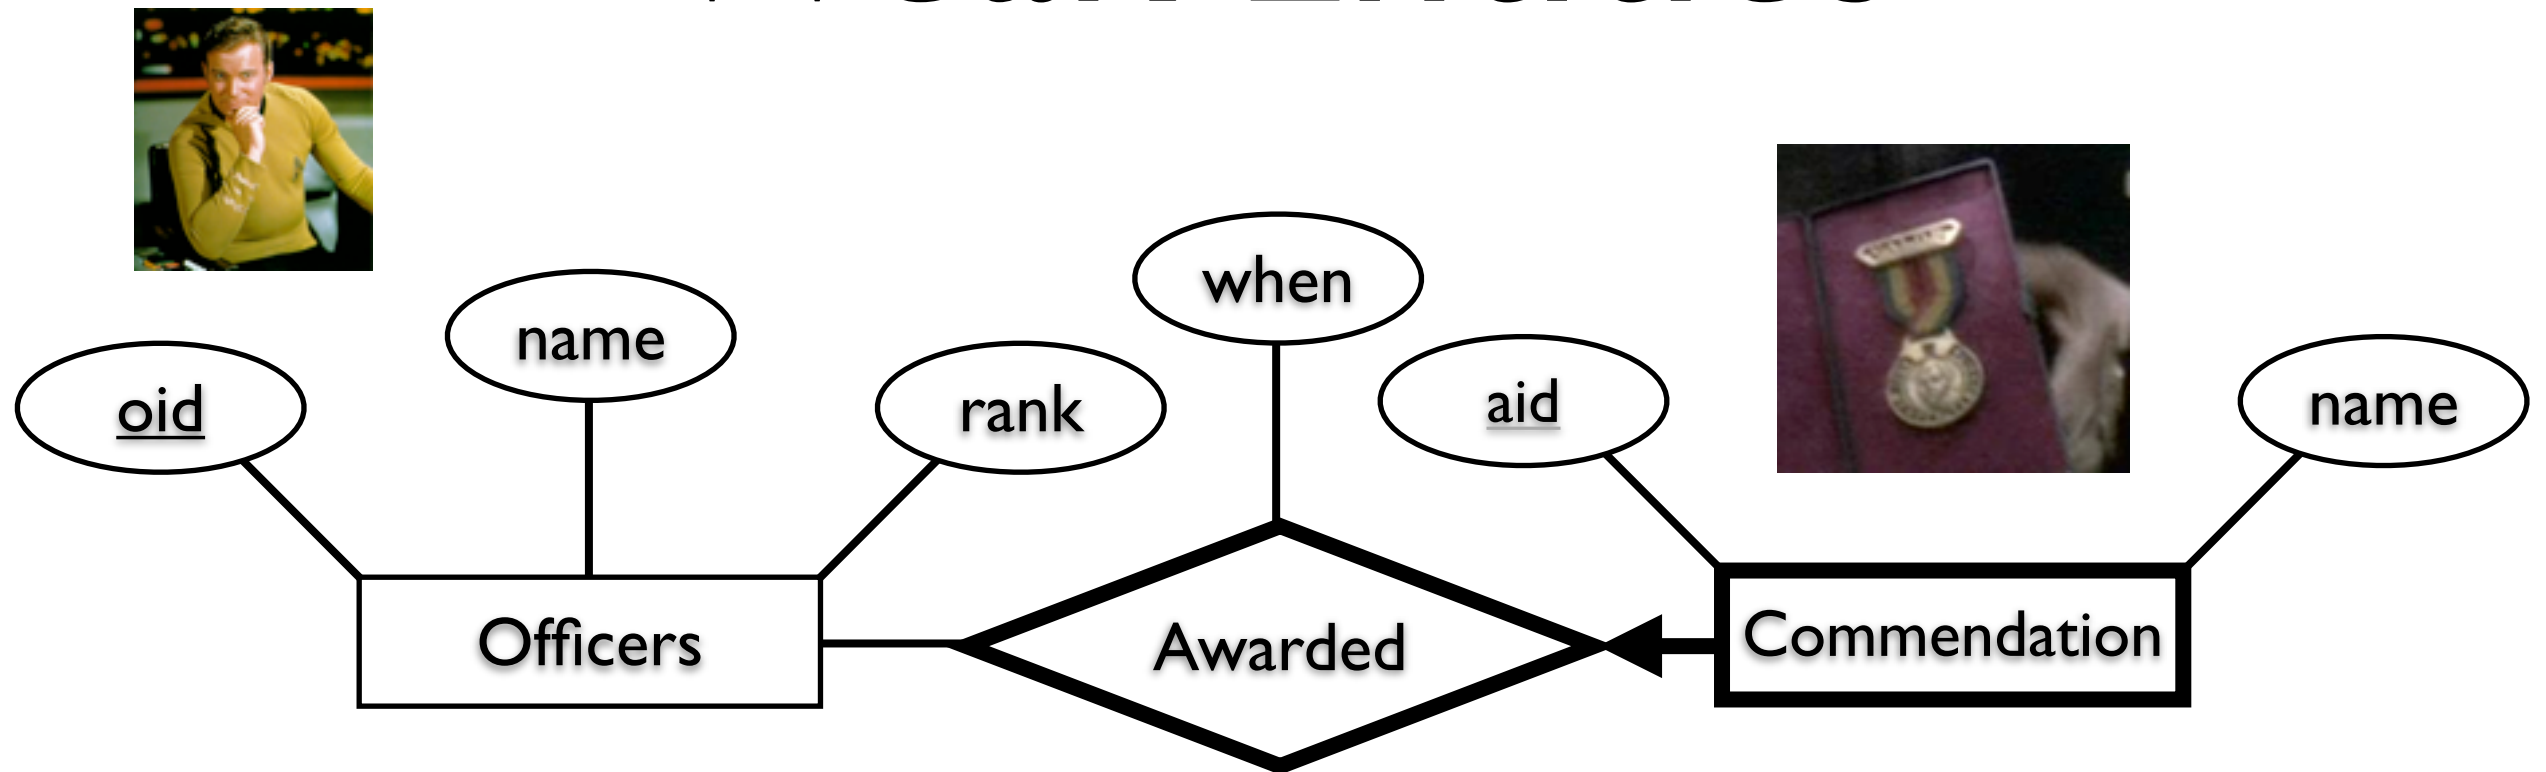 when
name
oid
rank
aid
name
Officers
Awarded
Commendation